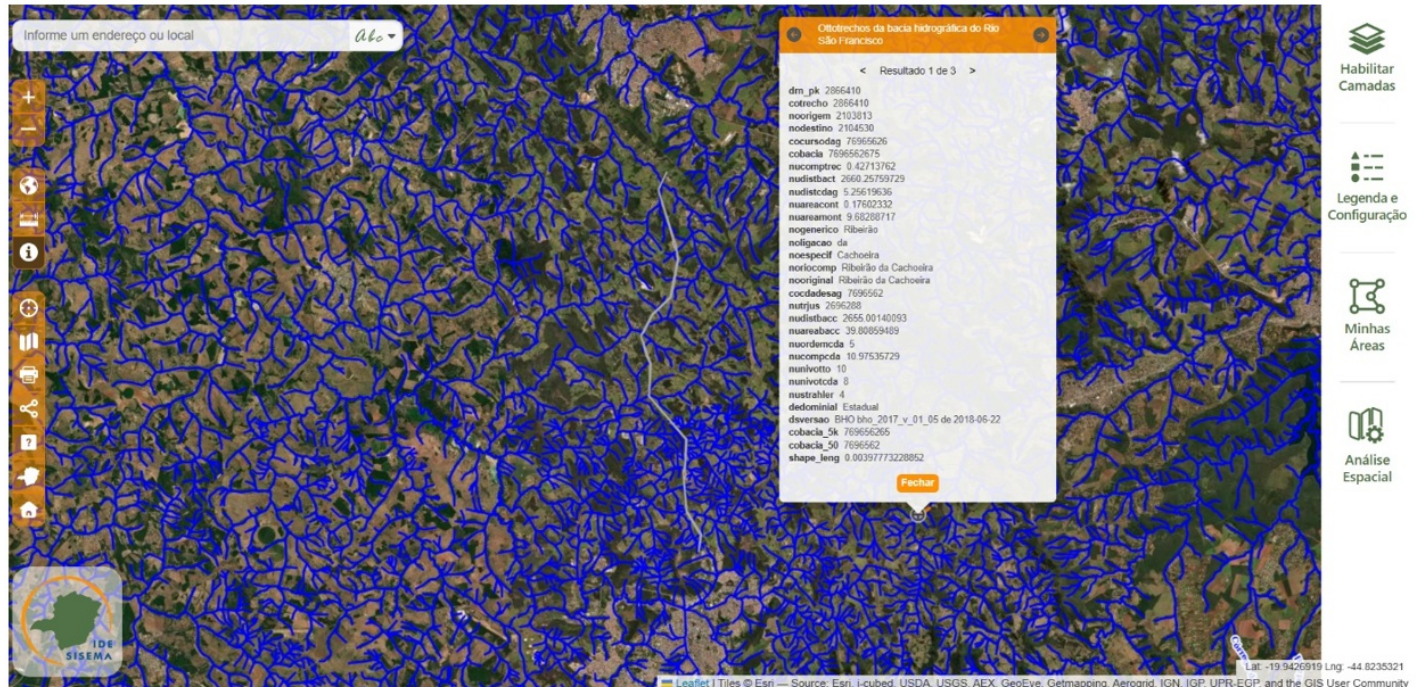 Informe um endereço ou local
Abc
Ottotrechos da bacia hidrográfica do Rio
São Francisco
< Resultado 1 de 3 >
drn_pk 2866410
cotrecho 2866410
noorigem 2103813
nodestino 2104530
cocursodag 76965626
cobacia 7696562675
nucomptrec 0.42713762
nudistbact 2660.25759729
nudistcdag 5.25619636
nuareacont 0.17602332
nuareamont 9.68288717
nogenerico Ribeirão
noligacao da
noespecif Cachoeira
noriocomp Ribeirão da Cachoeira
nooriginal Ribeirão da Cachoeira
cocdadesag 7696562
nutrjus 2696288
nudistbacc 2655.00140093
nuareabacc 39.80859489
nuordemcda 5
nucompcda 10.97535729
nunivotto 10
nunivotcda 8
nustrahler 4
dedominial Estadual
dsversao BHO bho_2017_v_01_05 de 2018-06-22
cobacia_5k 769656265
cobacia_50 7696562
shape_leng 0.00397773228852
Fechar
Habilitar
Camadas
Legenda e
Configuração
Minhas
Áreas
Análise
Espacial
IDE
SISEMA
Lat: -19.9426919 Lng: -44.8235321
Leaflet | Tiles © Esri — Source: Esri, i-cubed, USDA, USGS, AEX, GeoEye, Getmapping, Aerogrid, IGN, IGP, UPR-EGP, and the GIS User Community